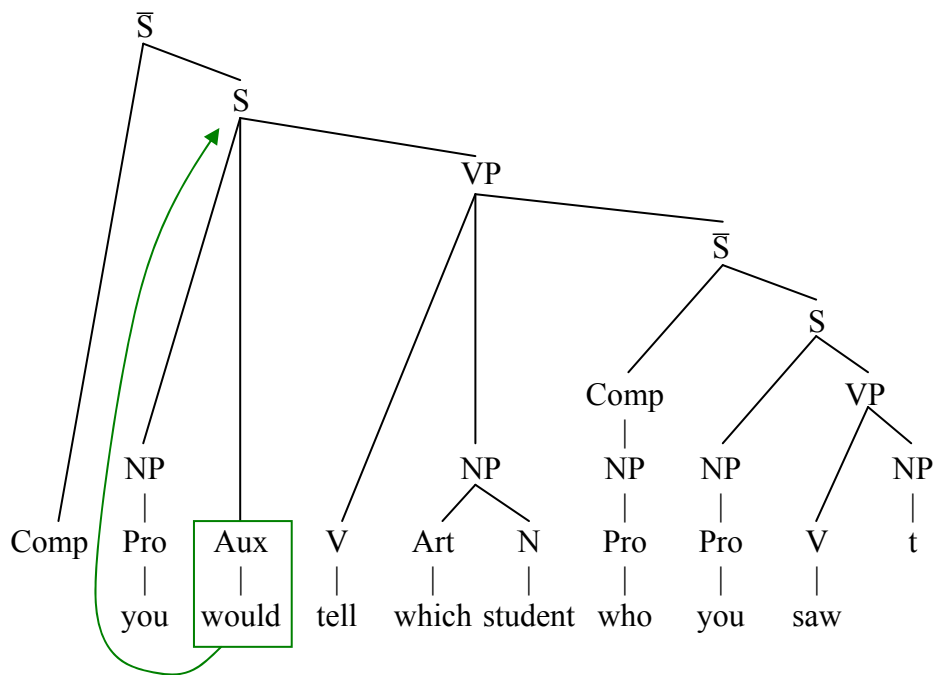 S̅
S
VP
S̅
S
Comp VP
NP NP NP NP NP
Comp Pro Aux V Art N Pro Pro V t
you would tell which student who you saw